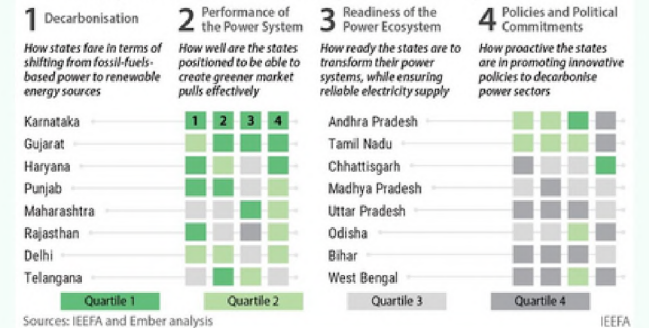 1 Decarbonisation
How states fare in terms of
shifting from fossil-fuels-
based power to renewable
energy sources
2 Performance of
the Power System
How well are the states
positioned to be able to
create greener market
pulls effectively
3 Readiness of the
Power Ecosystem
How ready the states are to
transform their power
systems, while ensuring
reliable electricity supply
4 Policies and Political
Commitments
How proactive the states
are in promoting innovative
policies to decarbonise
power sectors
Karnataka 1 2 3 4
Gujarat
Haryana
Punjab
Maharashtra
Rajasthan
Delhi
Telangana
Andhra Pradesh
Tamil Nadu
Chhattisgarh
Madhya Pradesh
Uttar Pradesh
Odisha
Bihar
West Bengal
Quartile 1 Quartile 2 Quartile 3 Quartile 4
Sources: IEEFA and Ember analysis IEEFA